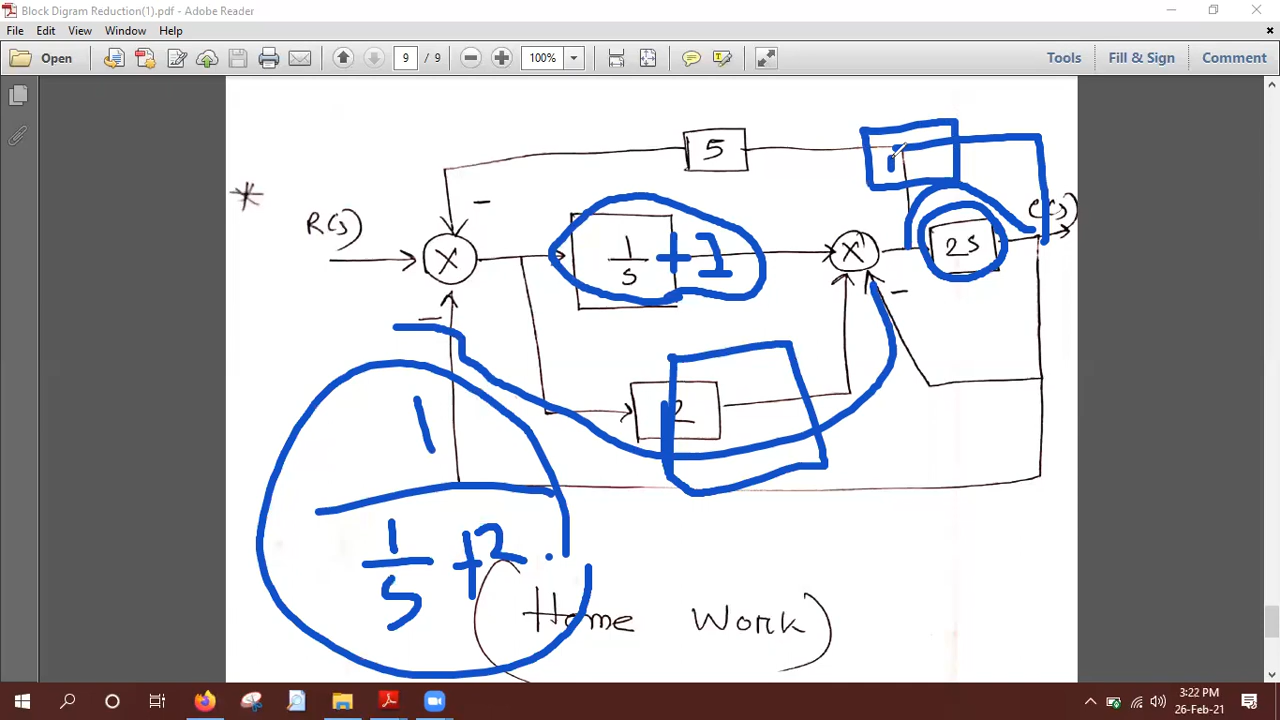 Block Digram Reduction(1).pdf - Adobe Reader
File Edit View Window Help
Open 9 / 9 100% Tools Fill & Sign Comment
5
*
R(s)
-
X
1/s
+ 1
X
2s
C(s)
-
-
2
1
1/s + 2 .
(Home Work)
3:22 PM
26-Feb-21